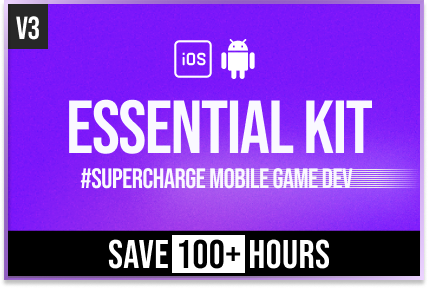 V3
iOS
ESSENTIAL KIT
#SUPERCHARGE MOBILE GAME DEV
SAVE 100+ HOURS